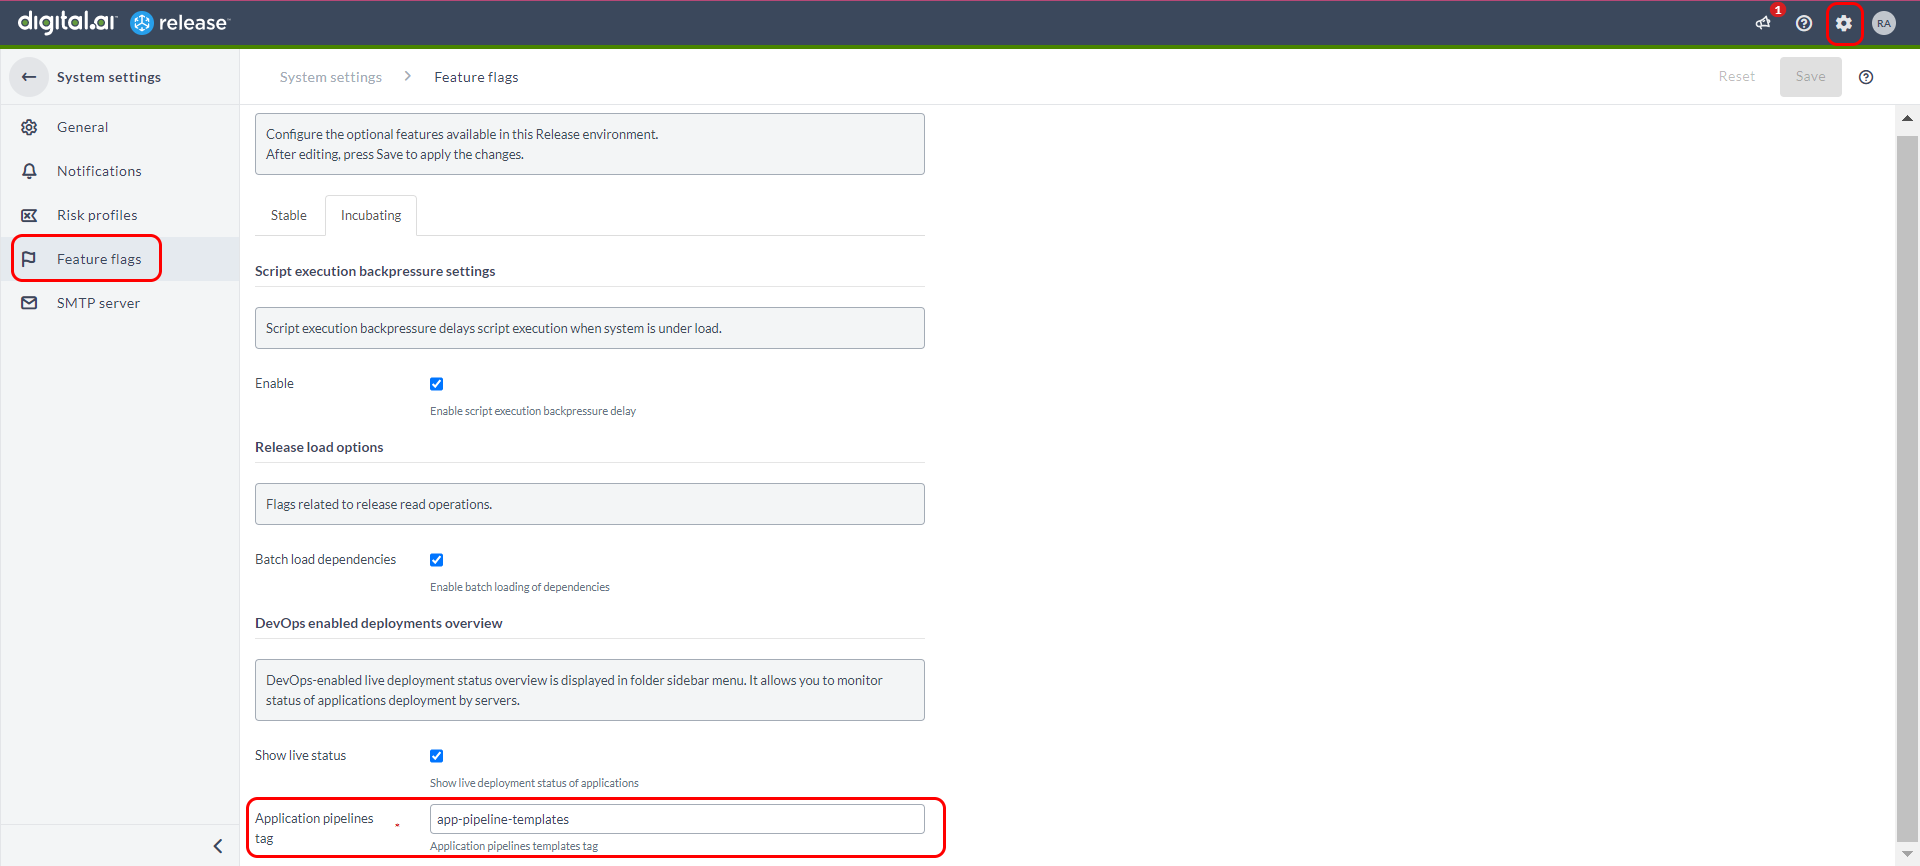 digital.ai release
1
RA
System settings
System settings > Feature flags
Reset
Save
General
Notifications
Risk profiles
Feature flags
SMTP server
Configure the optional features available in this Release environment.
After editing, press Save to apply the changes.
Stable
Incubating
Script execution backpressure settings
Script execution backpressure delays script execution when system is under load.
Enable
Enable script execution backpressure delay
Release load options
Flags related to release read operations.
Batch load dependencies
Enable batch loading of dependencies
DevOps enabled deployments overview
DevOps-enabled live deployment status overview is displayed in folder sidebar menu. It allows you to monitor
status of applications deployment by servers.
Show live status
Show live deployment status of applications
Application pipelines
tag
app-pipeline-templates
Application pipelines templates tag